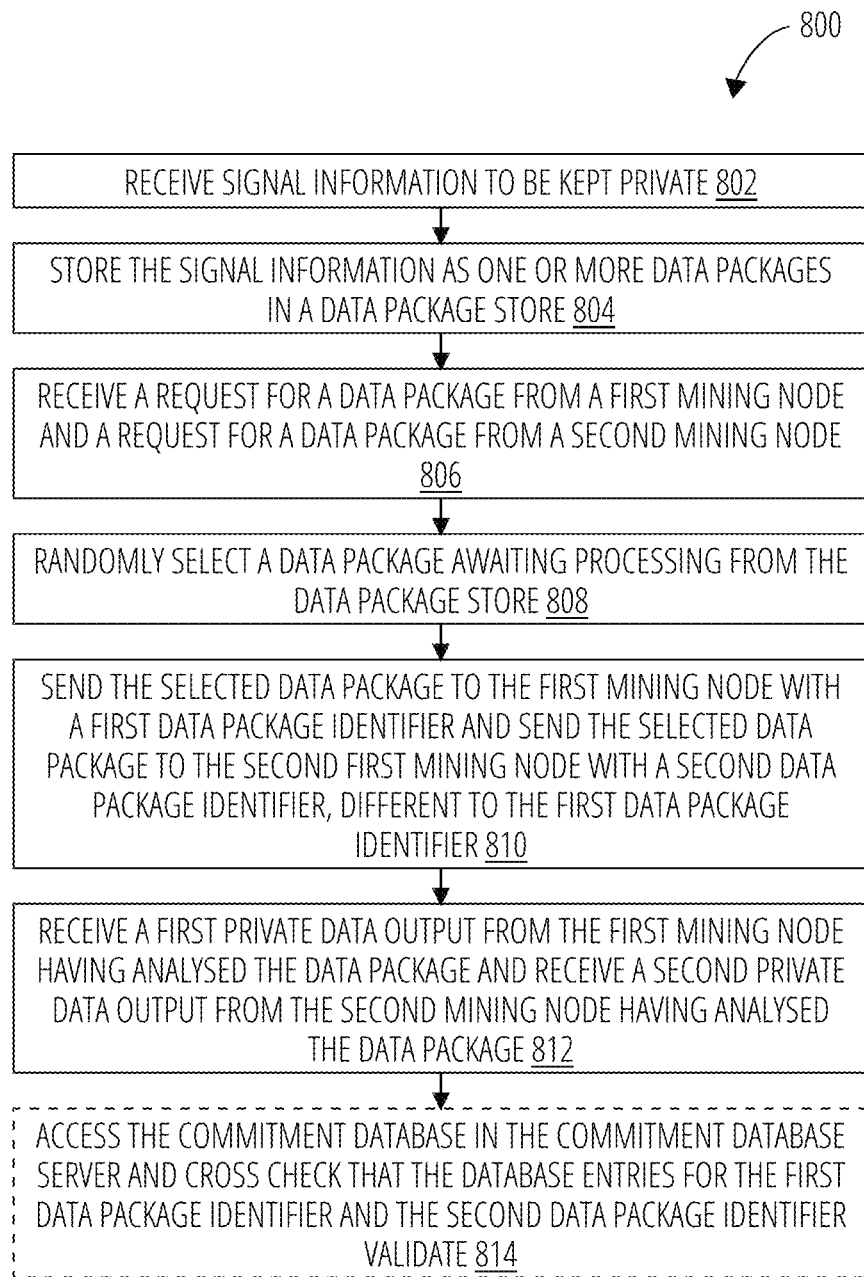 800
RECEIVE SIGNAL INFORMATION TO BE KEPT PRIVATE 802
STORE THE SIGNAL INFORMATION AS ONE OR MORE DATA PACKAGES
IN A DATA PACKAGE STORE 804
RECEIVE A REQUEST FOR A DATA PACKAGE FROM A FIRST MINING NODE
AND A REQUEST FOR A DATA PACKAGE FROM A SECOND MINING NODE
806
RANDOMLY SELECT A DATA PACKAGE AWAITING PROCESSING FROM THE
DATA PACKAGE STORE 808
SEND THE SELECTED DATA PACKAGE TO THE FIRST MINING NODE WITH
A FIRST DATA PACKAGE IDENTIFIER AND SEND THE SELECTED DATA
PACKAGE TO THE SECOND FIRST MINING NODE WITH A SECOND DATA
PACKAGE IDENTIFIER, DIFFERENT TO THE FIRST DATA PACKAGE
IDENTIFIER 810
RECEIVE A FIRST PRIVATE DATA OUTPUT FROM THE FIRST MINING NODE
HAVING ANALYSED THE DATA PACKAGE AND RECEIVE A SECOND PRIVATE
DATA OUTPUT FROM THE SECOND MINING NODE HAVING ANALYSED
THE DATA PACKAGE 812
ACCESS THE COMMITMENT DATABASE IN THE COMMITMENT DATABASE
SERVER AND CROSS CHECK THAT THE DATABASE ENTRIES FOR THE FIRST
DATA PACKAGE IDENTIFIER AND THE SECOND DATA PACKAGE IDENTIFIER
VALIDATE 814